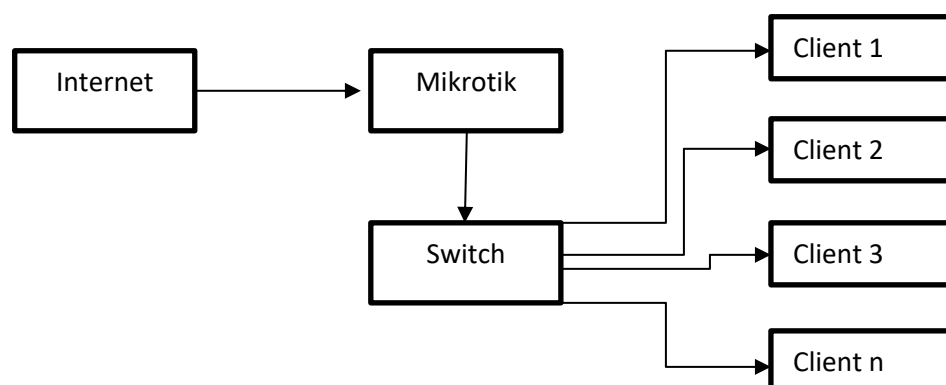 Internet
Mikrotik
Switch
Client 1
Client 2
Client 3
Client n